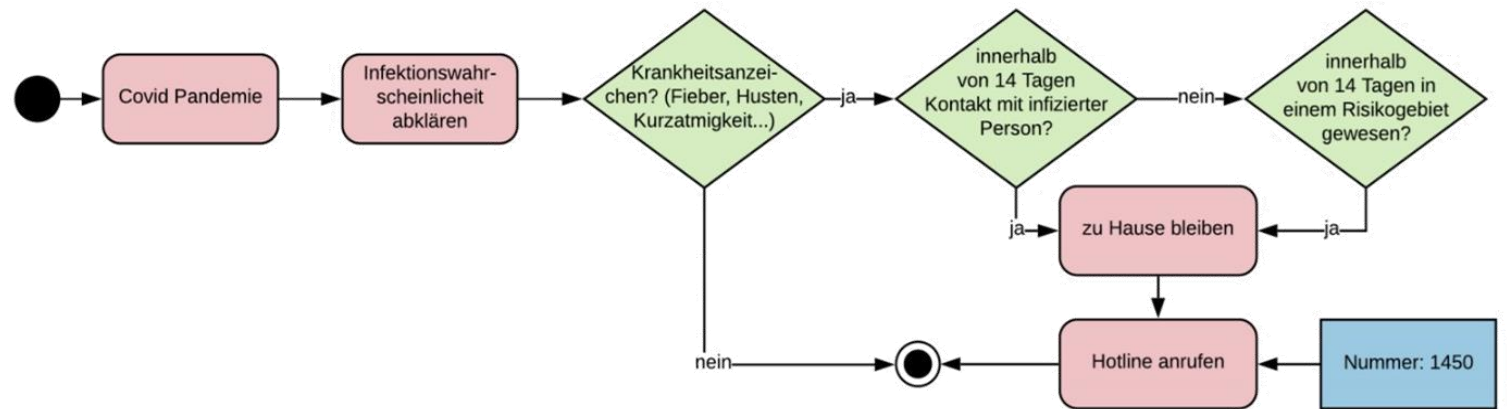 Covid Pandemie
Infektionswahr-
scheinlicheit
abklären
Krankheitsanzei-
chen? (Fieber, Husten,
Kurzatmigkeit...)
ja
innerhalb
von 14 Tagen
Kontakt mit infizierter
Person?
nein
innerhalb
von 14 Tagen in
einem Risikogebiet
gewesen?
ja
zu Hause bleiben
ja
nein
Hotline anrufen
Nummer: 1450